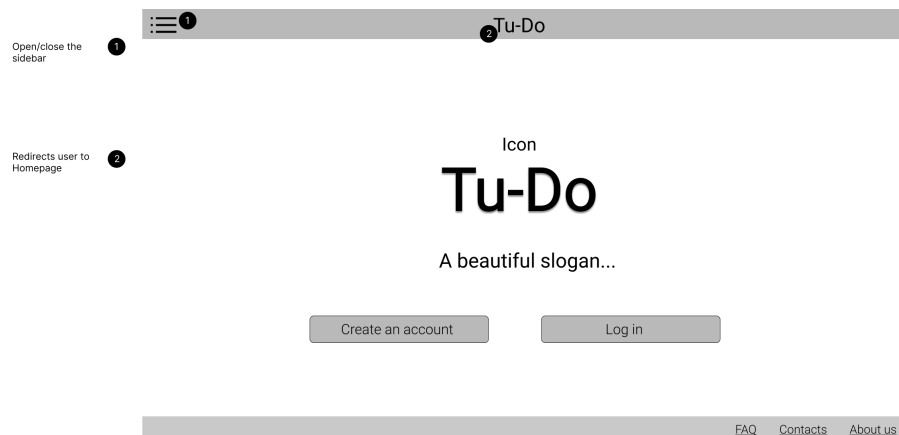 1
2 Tu-Do
Open/close the 1
sidebar
Redirects user to 2
Homepage
Icon
Tu-Do
A beautiful slogan...
Create an account
Log in
FAQ Contacts About us